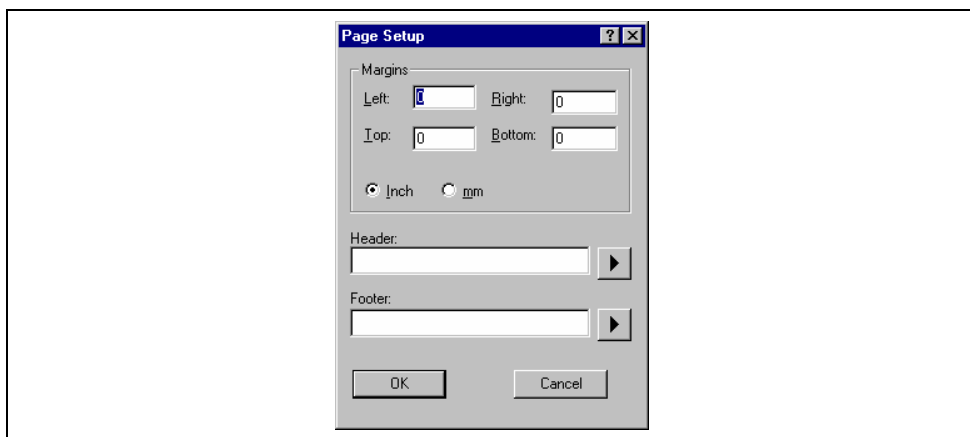 Page Setup
Margins
Left: 0 Right: 0
Top: 0 Bottom: 0
Inch mm
Header:
Footer:
OK Cancel